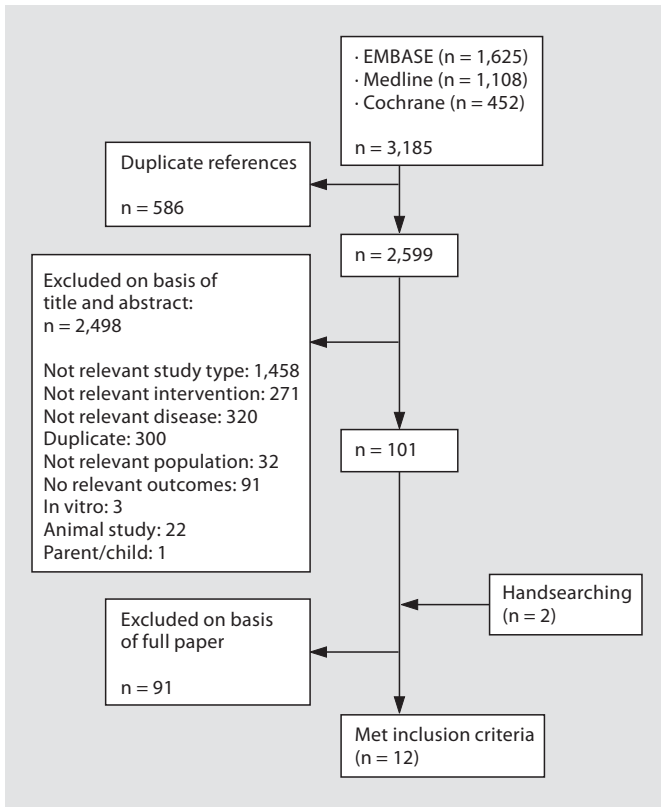 · EMBASE (n = 1,625)
· Medline (n = 1,108)
· Cochrane (n = 452)
n = 3,185
Duplicate references
n = 586
n = 2,599
Excluded on basis of
title and abstract:
n = 2,498
Not relevant study type: 1,458
Not relevant intervention: 271
Not relevant disease: 320
Duplicate: 300
Not relevant population: 32
No relevant outcomes: 91
In vitro: 3
Animal study: 22
Parent/child: 1
n = 101
Handsearching
(n = 2)
Excluded on basis
of full paper
n = 91
Met inclusion criteria
(n = 12)